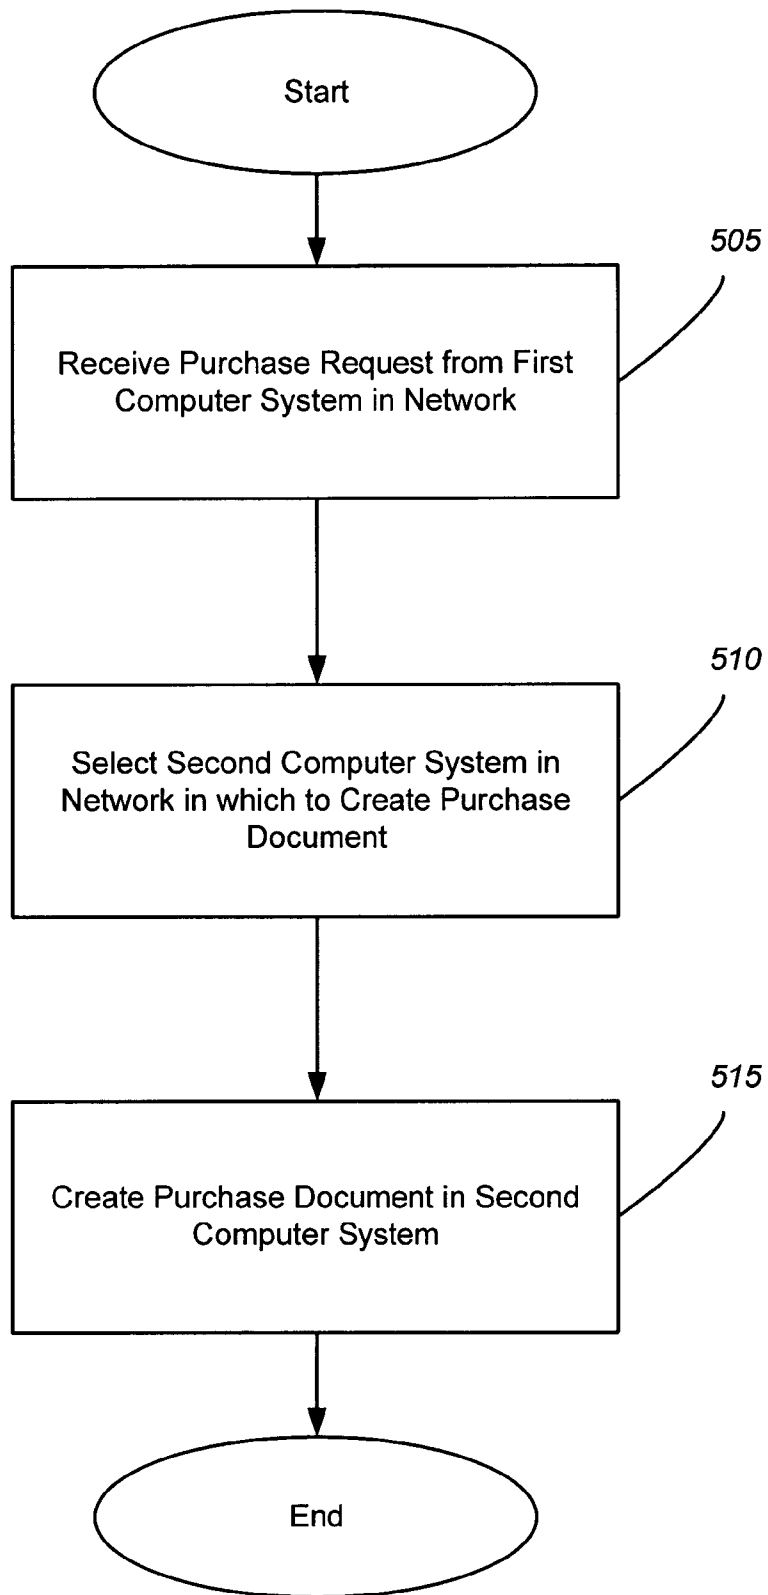 Start
505
Receive Purchase Request from First
Computer System in Network
510
Select Second Computer System in
Network in which to Create Purchase
Document
515
Create Purchase Document in Second
Computer System
End